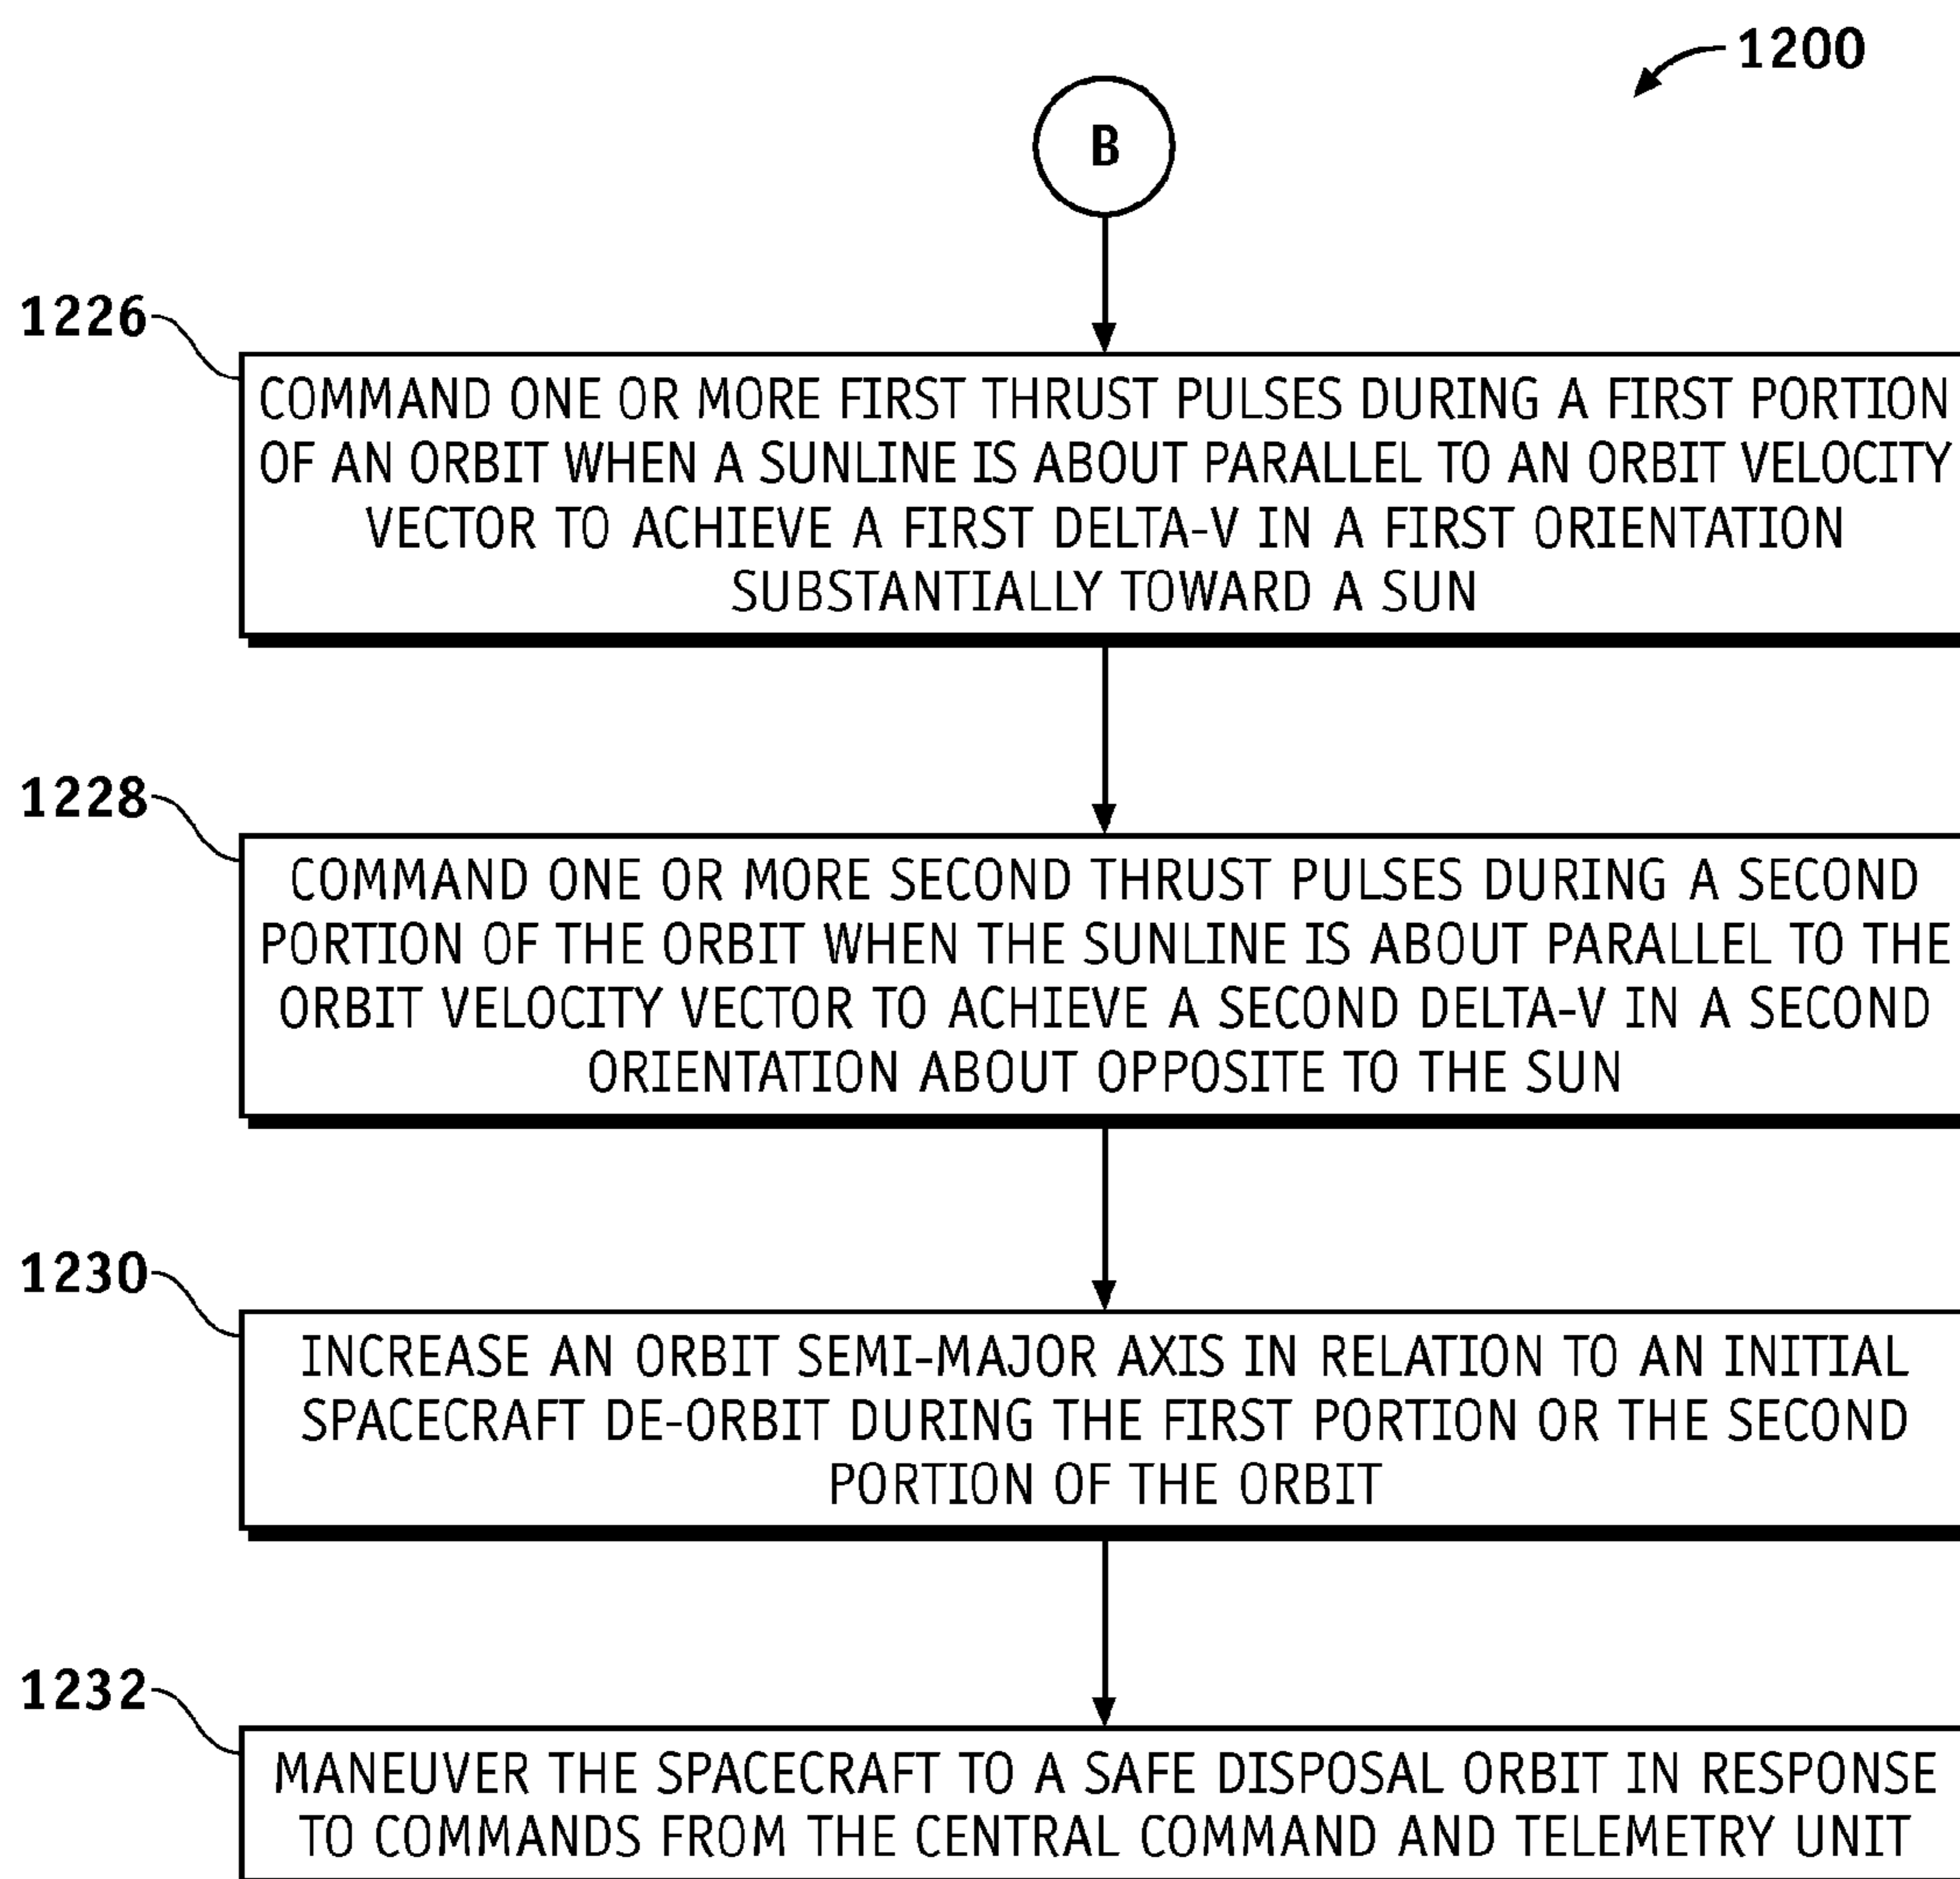 1200
B
1226
COMMAND ONE OR MORE FIRST THRUST PULSES DURING A FIRST PORTION
OF AN ORBIT WHEN A SUNLINE IS ABOUT PARALLEL TO AN ORBIT VELOCITY
VECTOR TO ACHIEVE A FIRST DELTA-V IN A FIRST ORIENTATION
SUBSTANTIALLY TOWARD A SUN
1228
COMMAND ONE OR MORE SECOND THRUST PULSES DURING A SECOND
PORTION OF THE ORBIT WHEN THE SUNLINE IS ABOUT PARALLEL TO THE
ORBIT VELOCITY VECTOR TO ACHIEVE A SECOND DELTA-V IN A SECOND
ORIENTATION ABOUT OPPOSITE TO THE SUN
1230
INCREASE AN ORBIT SEMI-MAJOR AXIS IN RELATION TO AN INITIAL
SPACECRAFT DE-ORBIT DURING THE FIRST PORTION OR THE SECOND
PORTION OF THE ORBIT
1232
MANEUVER THE SPACECRAFT TO A SAFE DISPOSAL ORBIT IN RESPONSE
TO COMMANDS FROM THE CENTRAL COMMAND AND TELEMETRY UNIT